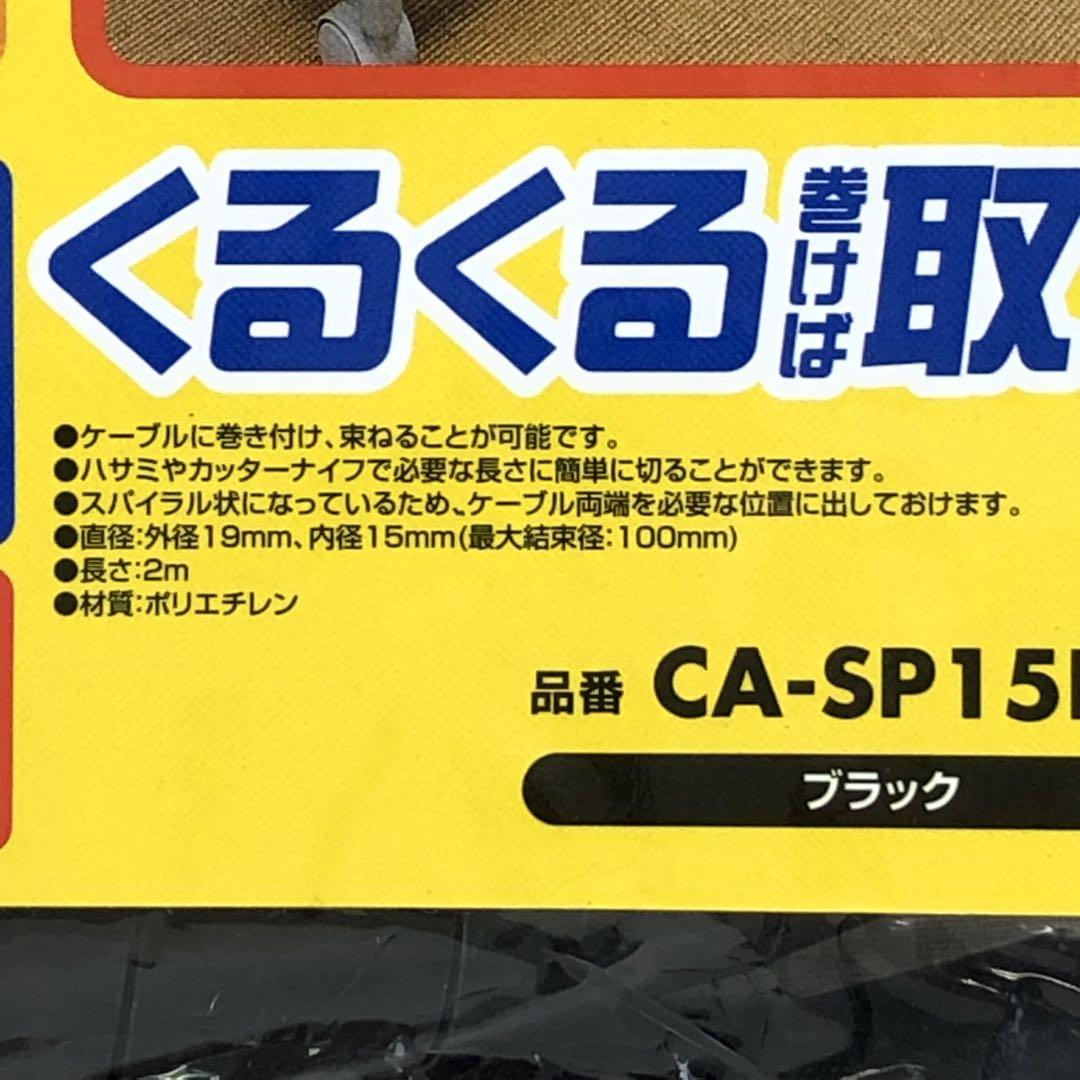 くるくる巻けば取
●ケーブルに巻き付け、束ねることが可能です。
●ハサミやカッターナイフで必要な長さに簡単に切ることができます。
●スパイラル状になっているため、ケーブル両端を必要な位置に出しておけます。
●直径:外径19mm、内径15mm(最大結束径:100mm)
●長さ:2m
●材質:ポリエチレン
品番 CA-SP15
ブラック